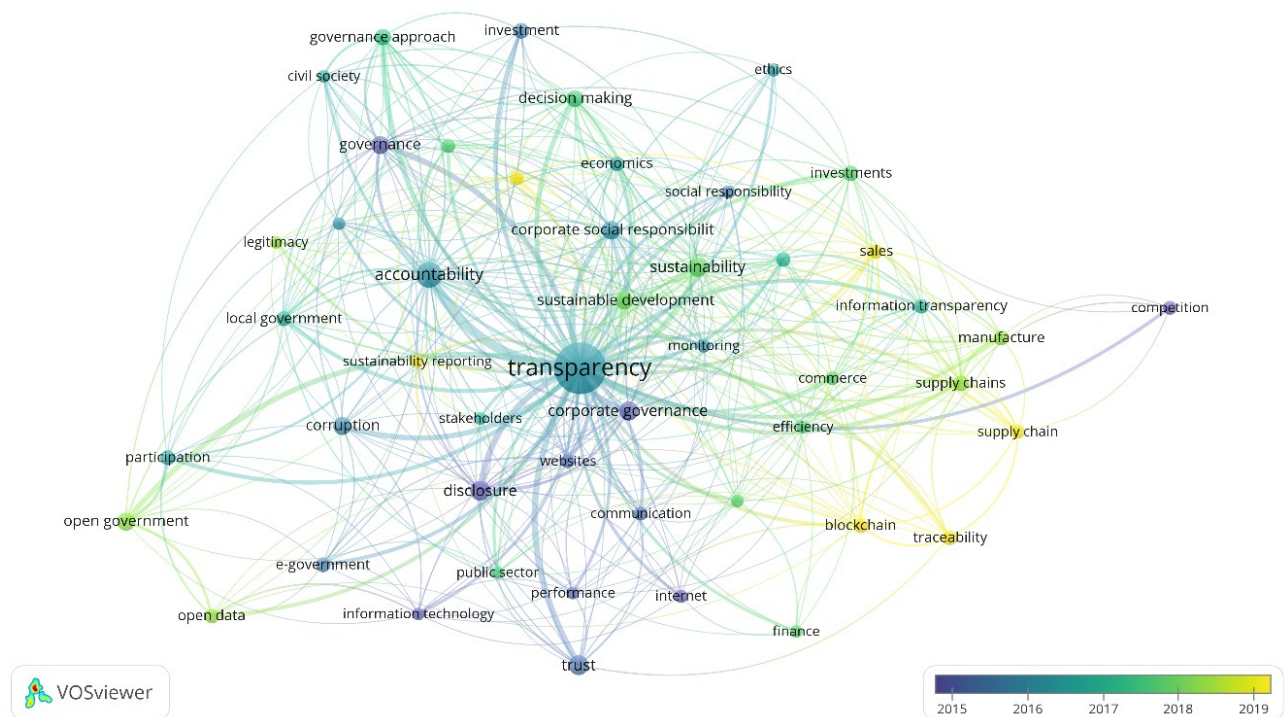 governance approach
investment
civil society
ethics
decision making
governance
economics
investments
social responsibility
corporate social responsibilit
legitimacy
sales
sustainability
accountability
sustainable development
information transparency
competition
local government
manufacture
monitoring
sustainability reporting
transparency
commerce
supply chains
corporate governance
stakeholders
corruption
efficiency
supply chain
participation
websites
disclosure
communication
open government
blockchain
traceability
e-government
public sector
performance
internet
open data
information technology
finance
trust
VOSviewer
2015 2016 2017 2018 2019